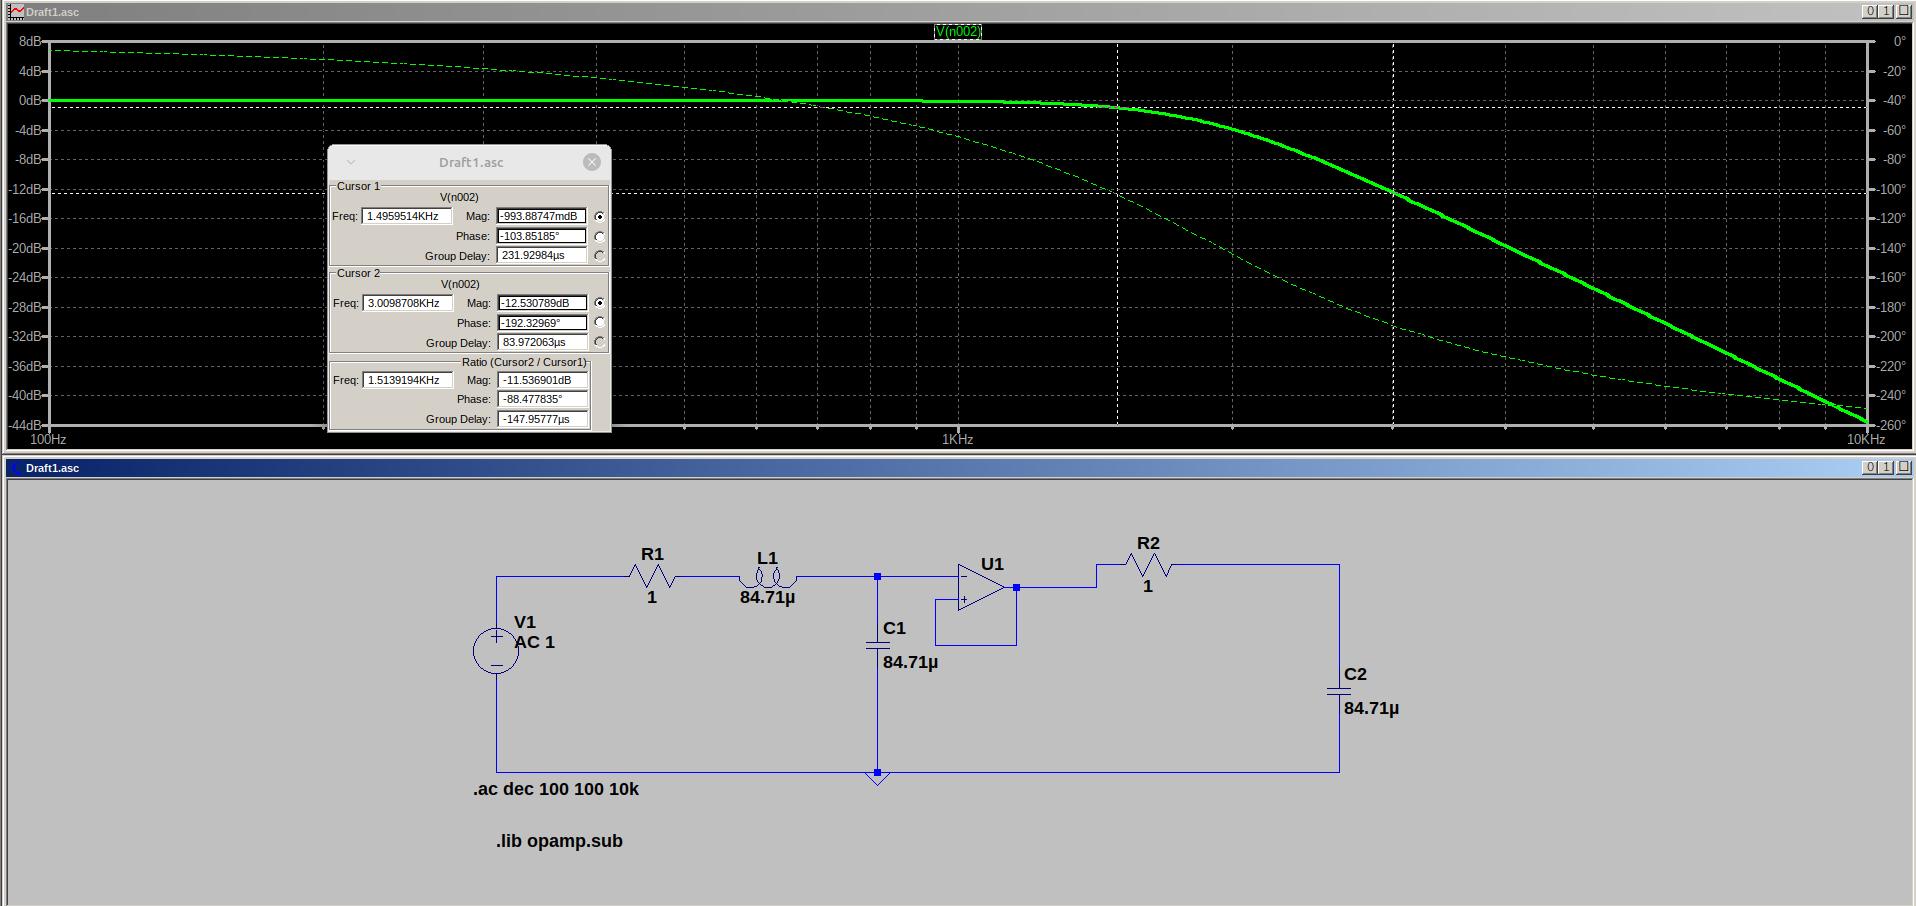 Draft1.asc
V(n002)
8dB
4dB
0dB
-4dB
-8dB
-12dB
-16dB
-20dB
-24dB
-28dB
-32dB
-36dB
-40dB
-44dB
0°
-20°
-40°
-60°
-80°
-100°
-120°
-140°
-160°
-180°
-200°
-220°
-240°
-260°
100Hz
1KHz
10KHz
Draft1.asc
Cursor 1
V(n002)
Freq: 1.4959514KHz Mag: -993.88747mdB
Phase: -103.85185°
Group Delay: 231.92984µs
Cursor 2
V(n002)
Freq: 3.0098708KHz Mag: -12.530789dB
Phase: -192.32969°
Group Delay: 83.972063µs
Ratio (Cursor2 / Cursor1)
Freq: 1.5139194KHz Mag: -11.536901dB
Phase: -88.477835°
Group Delay: -147.95777µs
Draft1.asc
R1
1
L1
84.71µ
U1
R2
1
V1
AC 1
C1
84.71µ
C2
84.71µ
.ac dec 100 100 10k
.lib opamp.sub